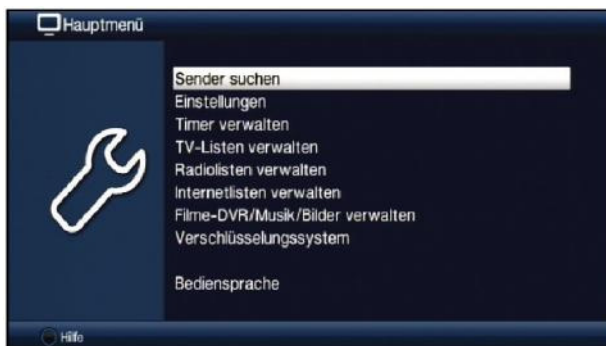 Hauptmenü
Sender suchen
Einstellungen
Timer verwalten
TV-Listen verwalten
Radiolisten verwalten
Internetlisten verwalten
Filme-DVR/Musik/Bilder verwalten
Verschlüsselungssystem
Bediensprache
Hilfe